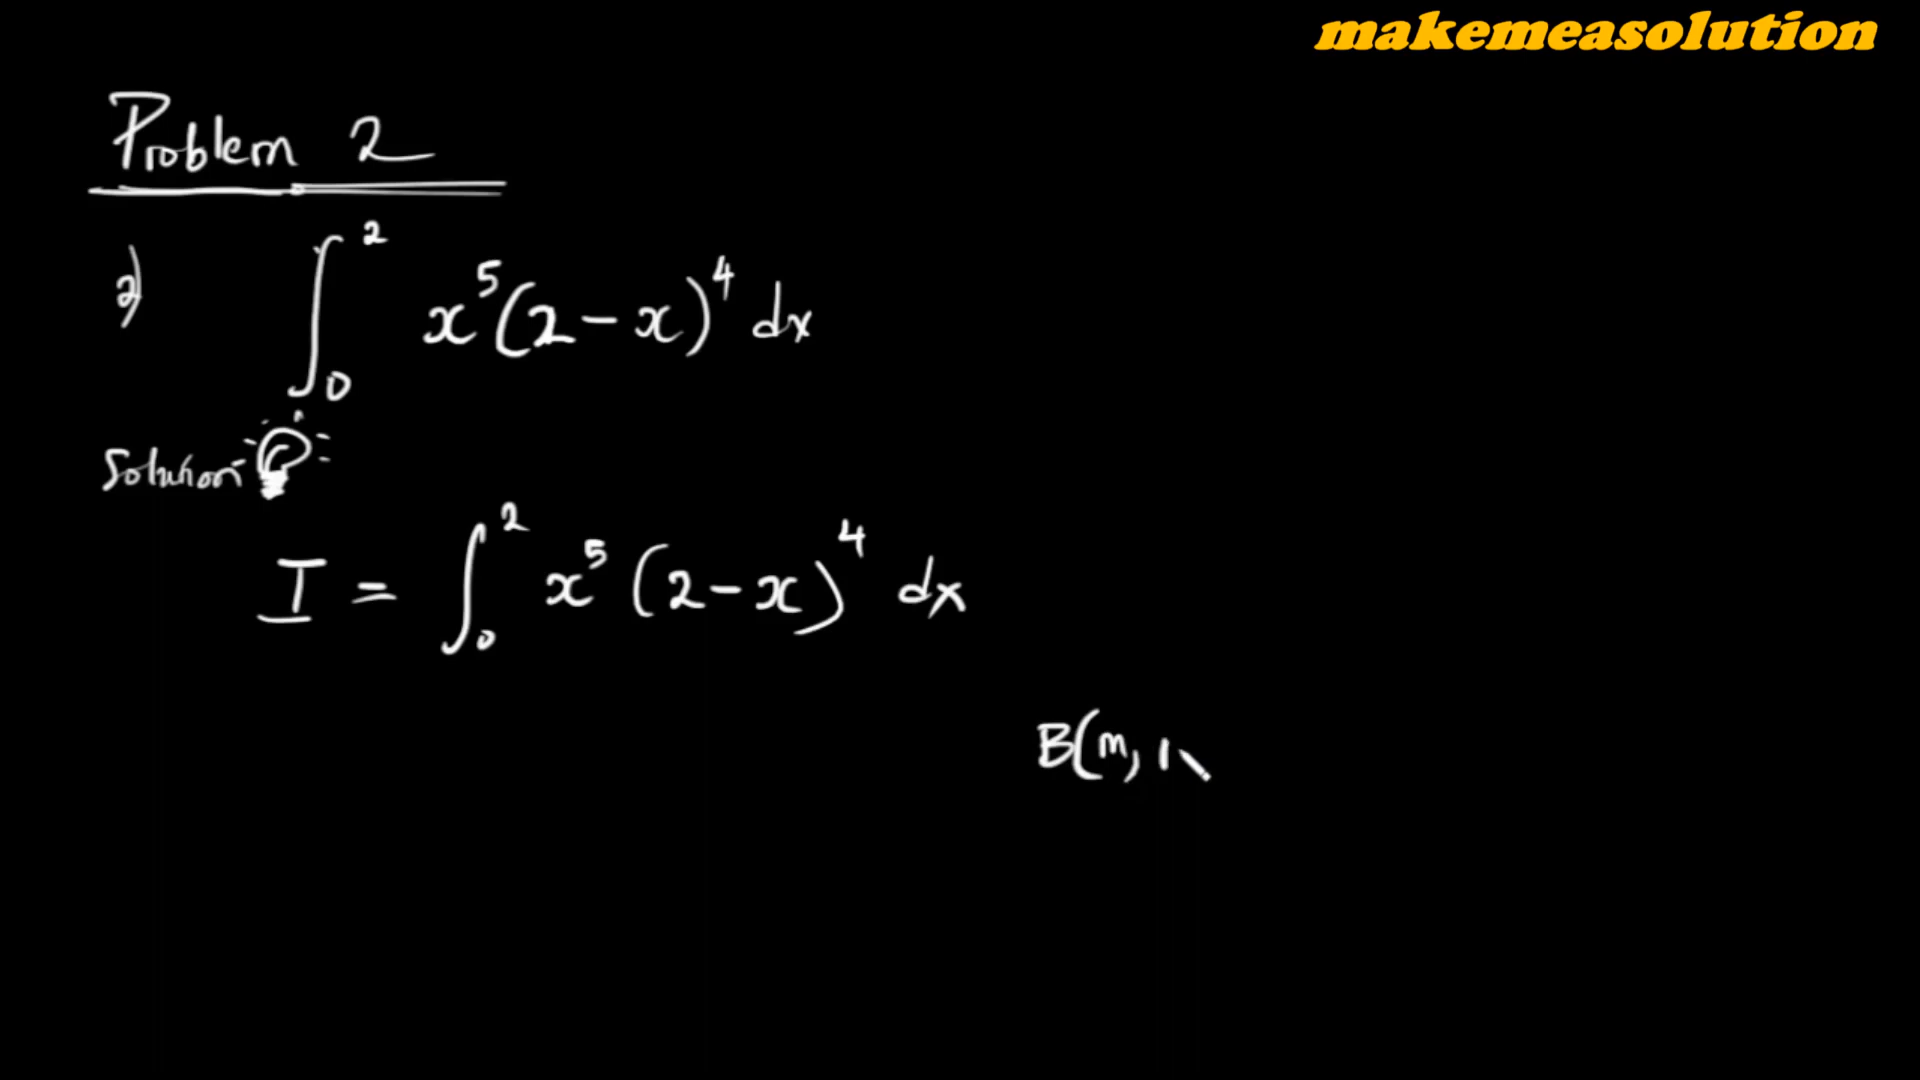 makemeasolution
Problem 2
a) ∫₀² x⁵(2-x)⁴ dx
Solution
I = ∫₀² x⁵ (2-x)⁴ dx
B(m,